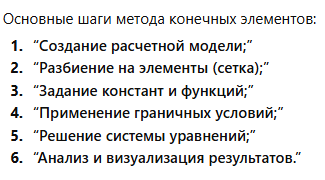 Основные шаги метода конечных элементов:
1. “Создание расчетной модели;”
2. “Разбиение на элементы (сетка);”
3. “Задание констант и функций;”
4. “Применение граничных условий;”
5. “Решение системы уравнений;”
6. “Анализ и визуализация результатов.”